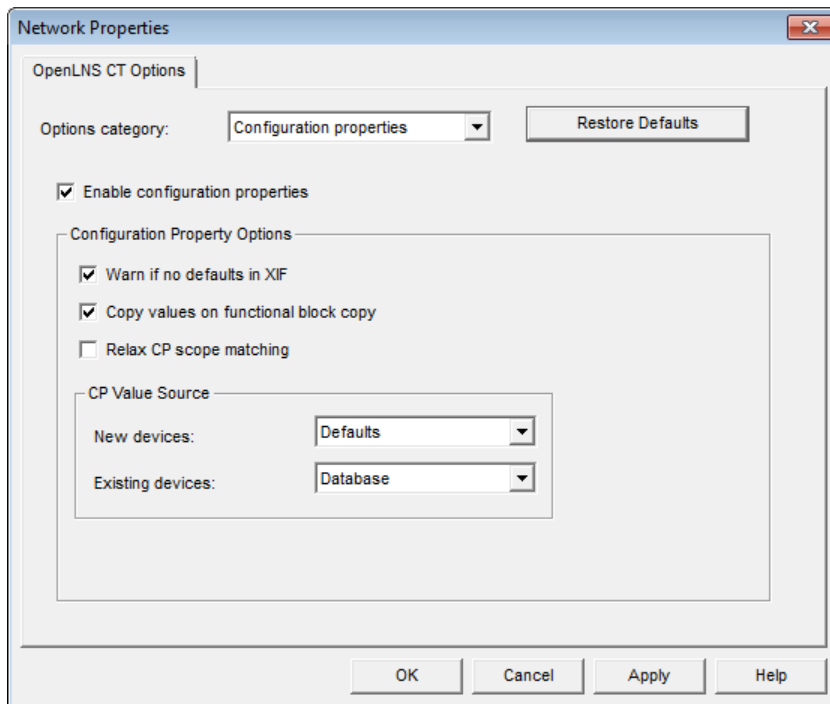 Network Properties
OpenLNS CT Options
Options category: Configuration properties Restore Defaults
Enable configuration properties
Configuration Property Options
Warn if no defaults in XIF
Copy values on functional block copy
Relax CP scope matching
CP Value Source
New devices: Defaults
Existing devices: Database
OK Cancel Apply Help